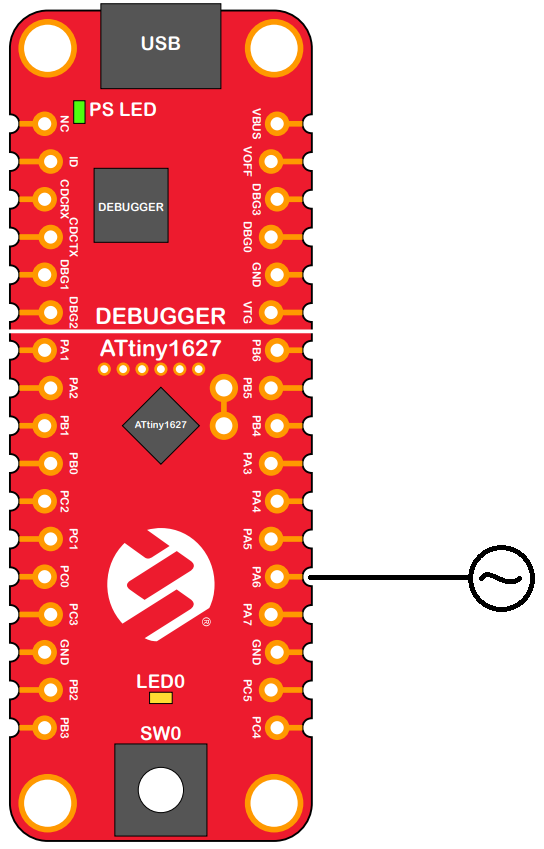 USB
PS LED
NC
ID
CDCRX
CDCTX
DBG1
DBG2
VBUS
VOFF
DBG3
DBG0
GND
VTG
DEBUGGER
DEBUGGER
ATtiny1627
PA1
PA2
PB1
PB0
PC2
PC1
PC0
PC3
GND
PB2
PB3
PB6
PB5
PB4
PA3
PA4
PA5
PA6
PA7
GND
PC5
PC4
ATtiny1627
®
LED0
SW0